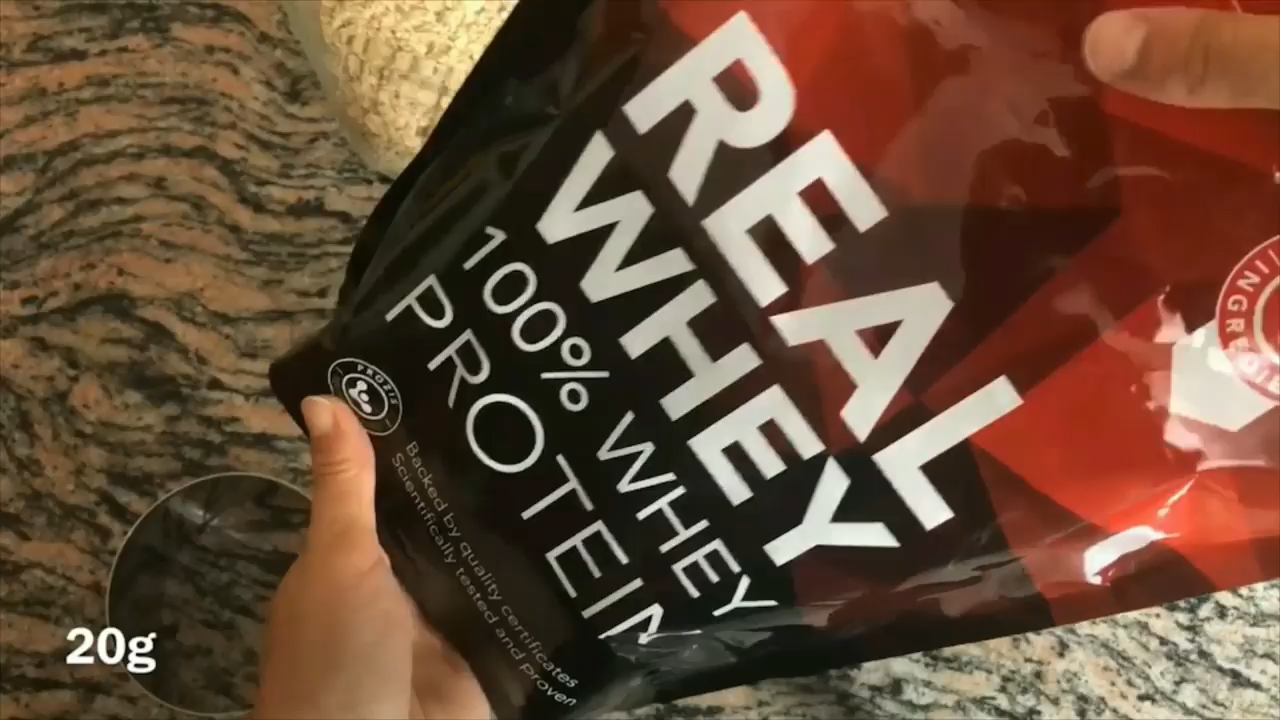 REAL
WHEY
100% WHEY
PROTEIN
PROZIS
Backed by quality certificates
Scientifically tested and proven
20g